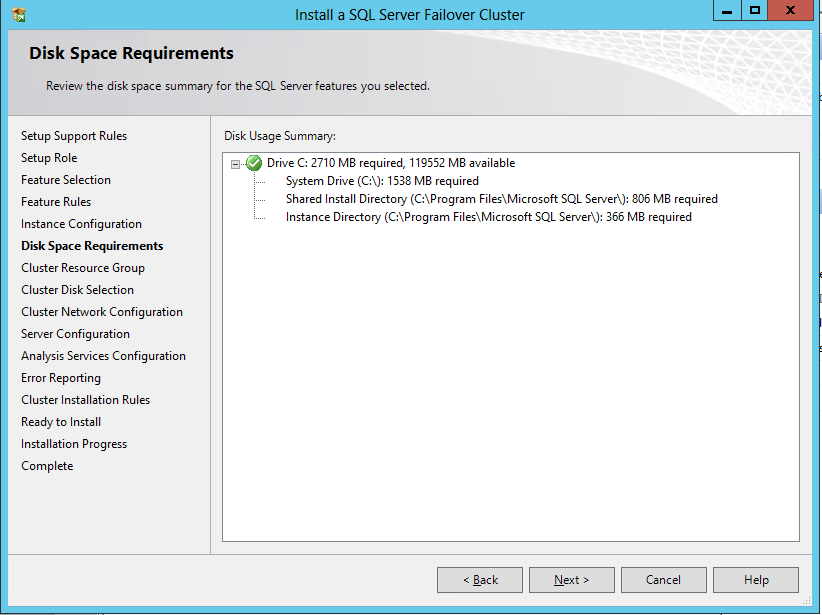 Install a SQL Server Failover Cluster
Disk Space Requirements
Review the disk space summary for the SQL Server features you selected.
Setup Support Rules
Setup Role
Feature Selection
Feature Rules
Instance Configuration
Disk Space Requirements
Cluster Resource Group
Cluster Disk Selection
Cluster Network Configuration
Server Configuration
Analysis Services Configuration
Error Reporting
Cluster Installation Rules
Ready to Install
Installation Progress
Complete
Disk Usage Summary:
Drive C: 2710 MB required, 119552 MB available
System Drive (C:\): 1538 MB required
Shared Install Directory (C:\Program Files\Microsoft SQL Server\): 806 MB required
Instance Directory (C:\Program Files\Microsoft SQL Server\): 366 MB required
< Back Next > Cancel Help